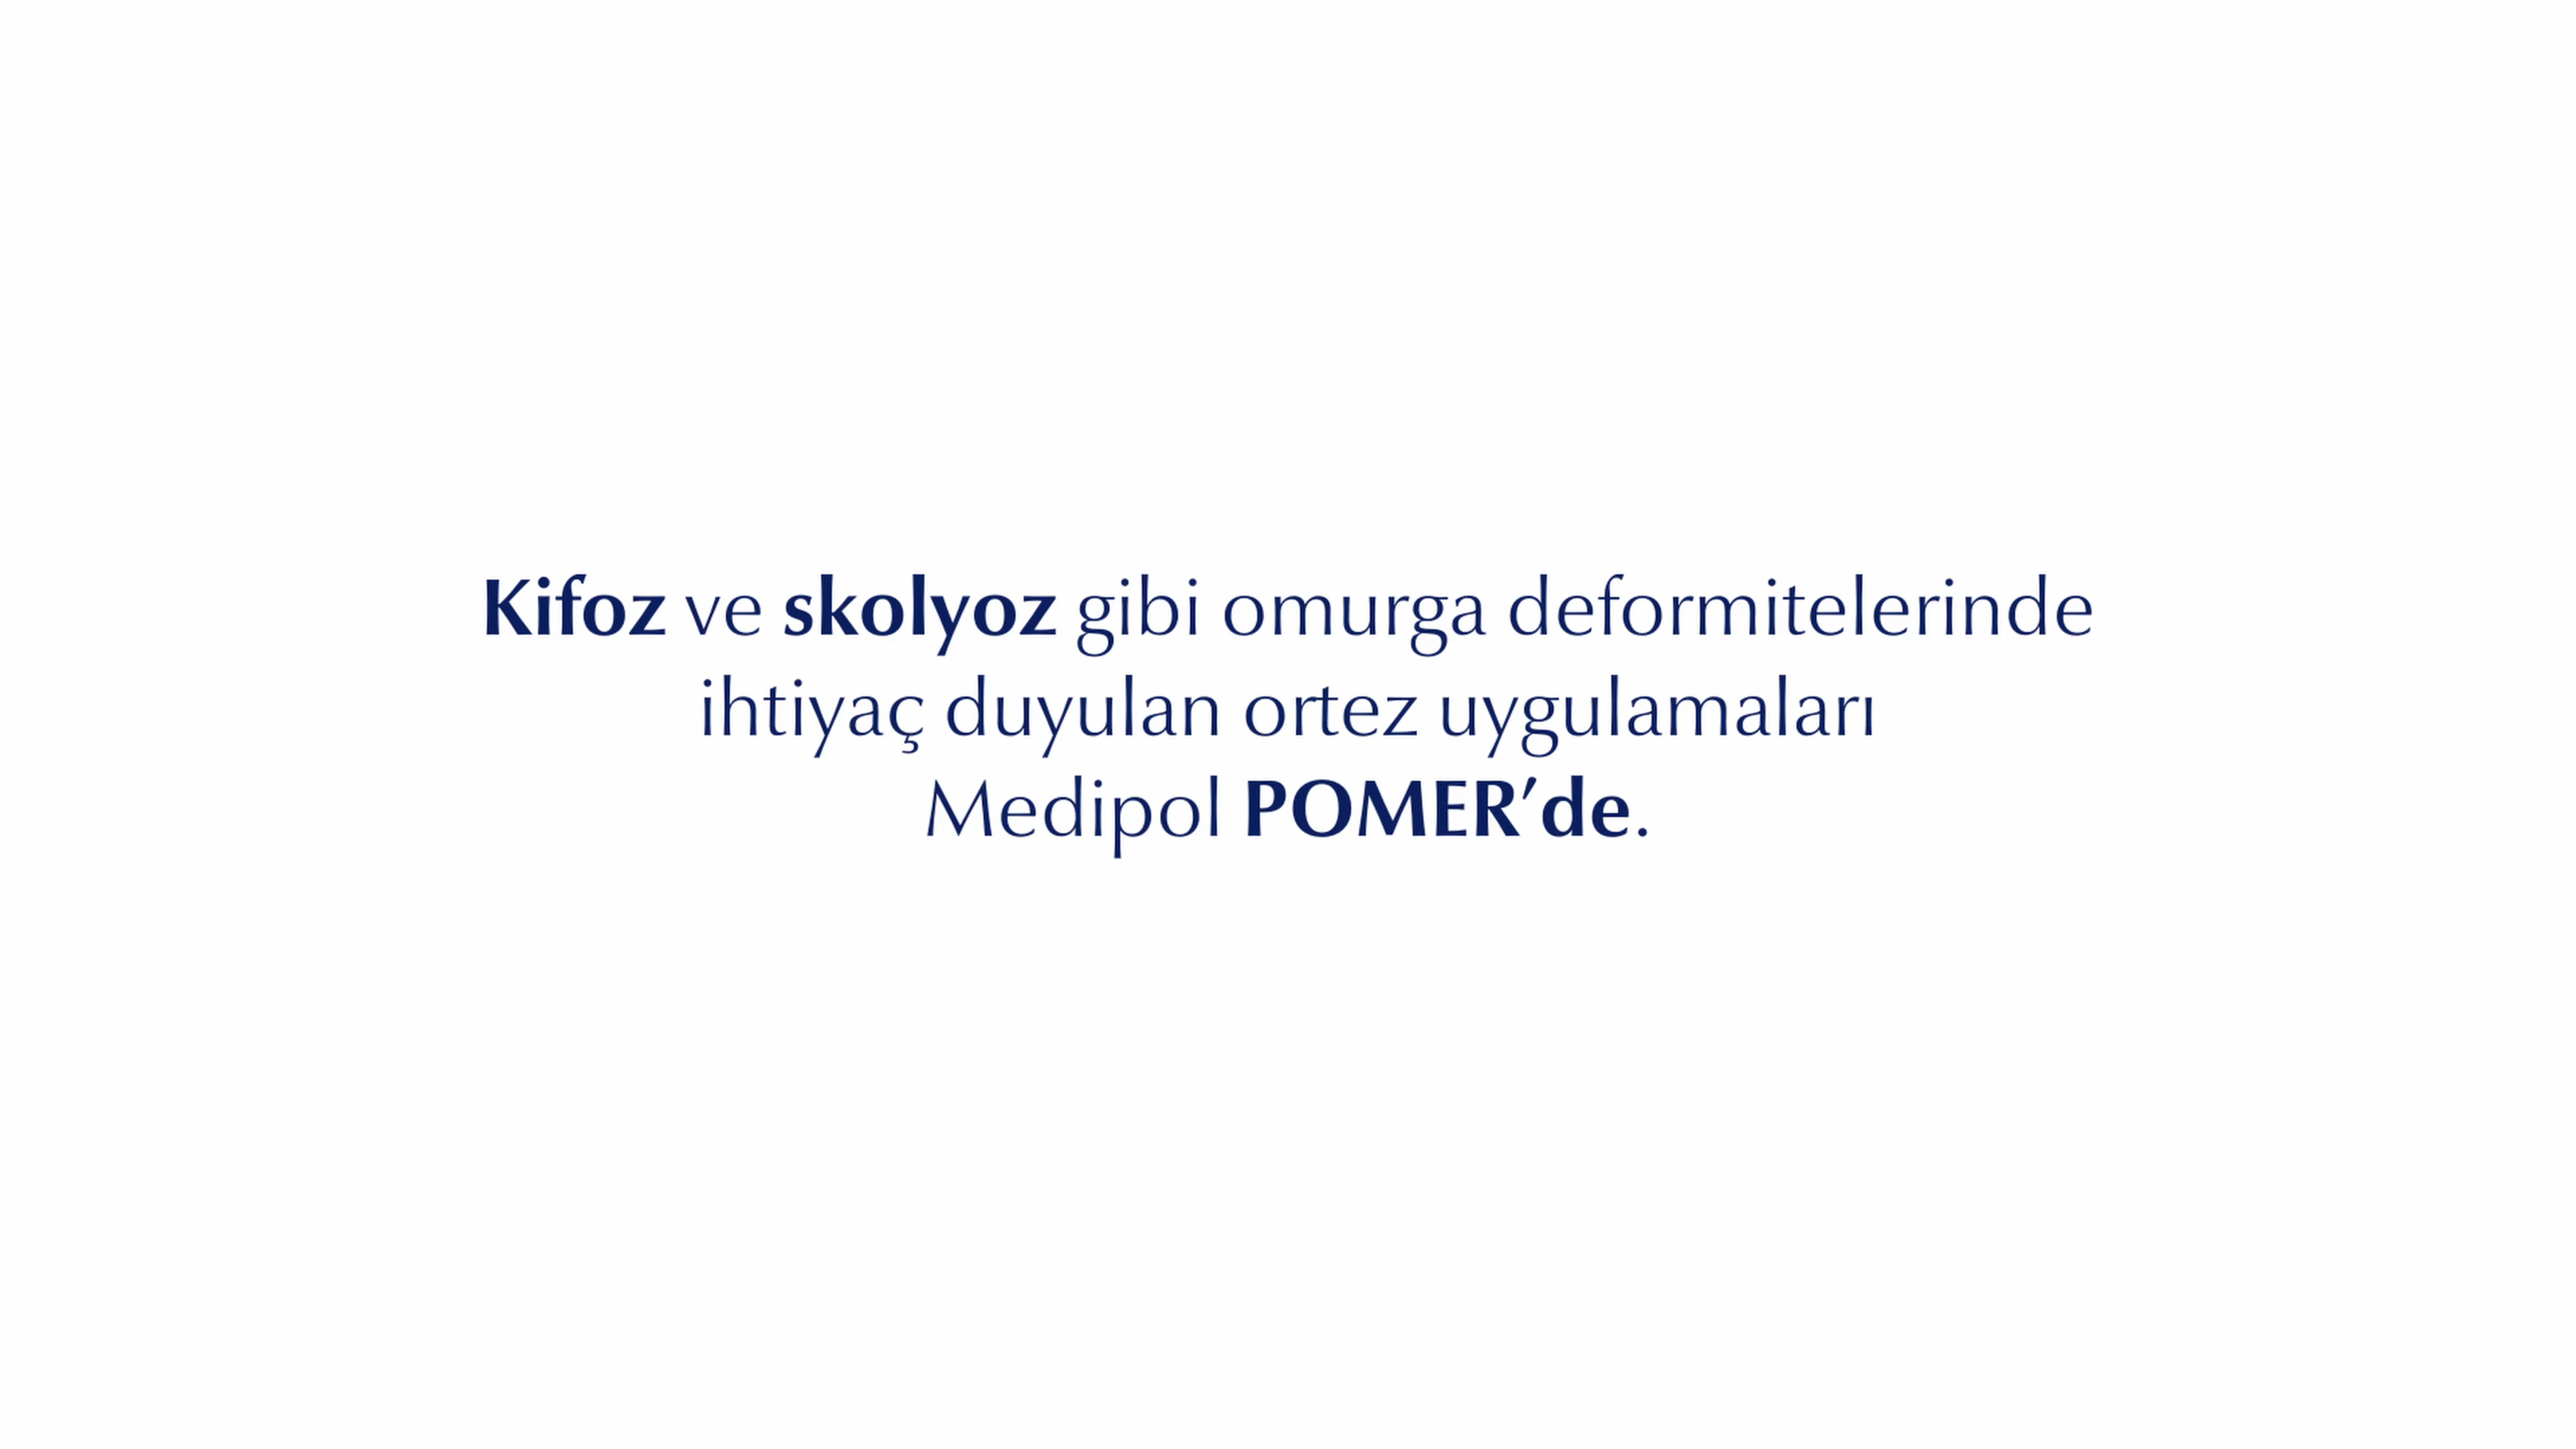 Kifoz ve skolyoz gibi omurga deformitelerinde
ihtiyaç duyulan ortez uygulamaları
Medipol POMER’de.